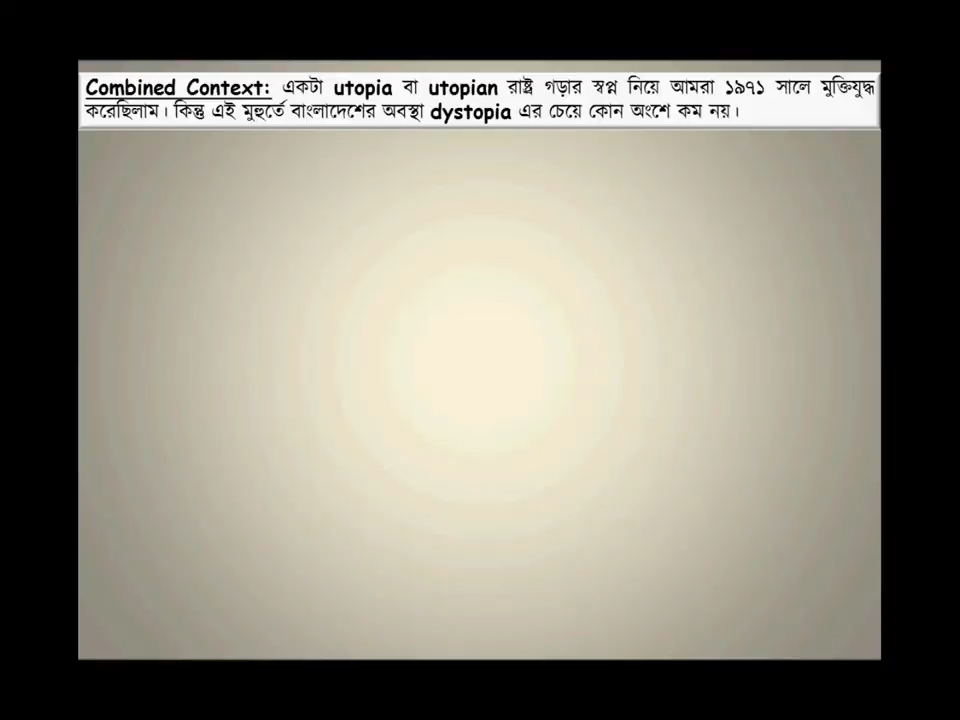 Combined Context: একটা utopia বা utopian রাষ্ট্র গড়ার স্বপ্ন নিয়ে আমরা ১৯৭১ সালে মুক্তিযুদ্ধ
করেছিলাম। কিন্তু এই মুহুর্তে বাংলাদেশের অবস্থা dystopia এর চেয়ে কোন অংশে কম নয়।